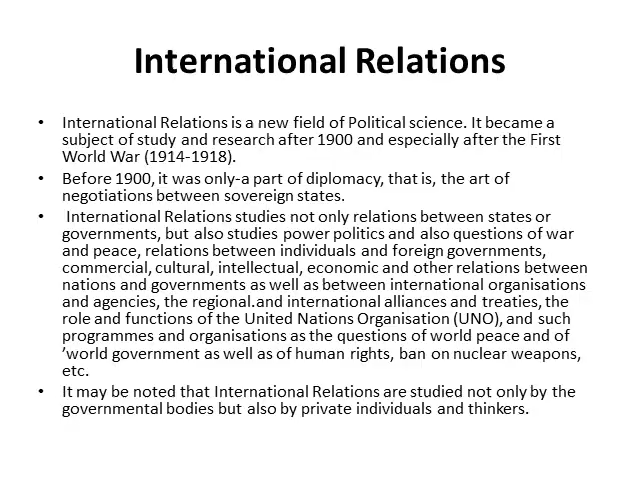 International Relations
• International Relations is a new field of Political science. It became a
subject of study and research after 1900 and especially after the First
World War (1914-1918).
• Before 1900, it was only-a part of diplomacy, that is, the art of
negotiations between sovereign states.
• International Relations studies not only relations between states or
governments, but also studies power politics and also questions of war
and peace, relations between individuals and foreign governments,
commercial, cultural, intellectual, economic and other relations between
nations and governments as well as between international organisations
and agencies, the regional.and international alliances and treaties, the
role and functions of the United Nations Organisation (UNO), and such
programmes and organisations as the questions of world peace and of
’world government as well as of human rights, ban on nuclear weapons,
etc.
• It may be noted that International Relations are studied not only by the
governmental bodies but also by private individuals and thinkers.